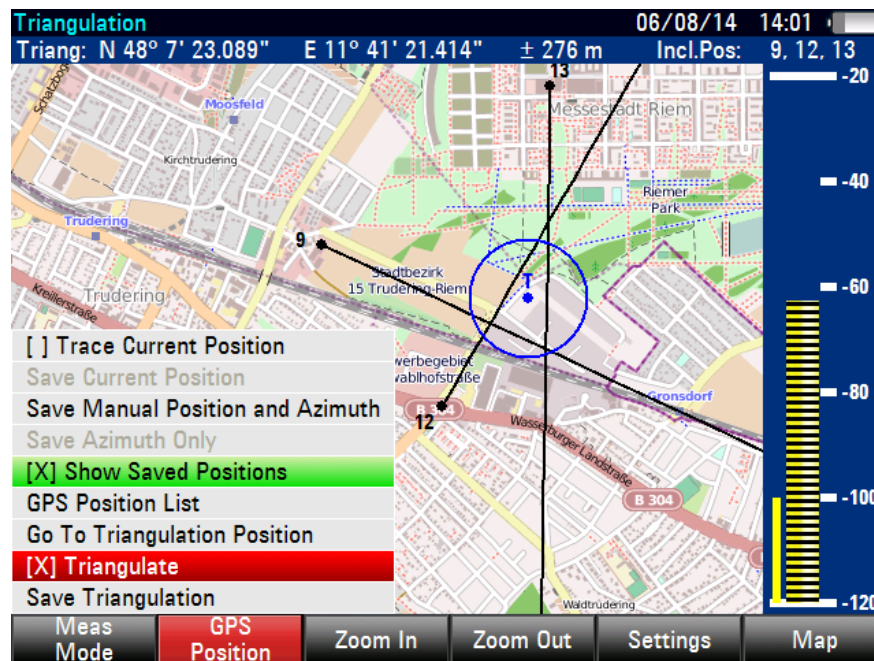 Triangulation 06/08/14 14:01
Triang: N 48° 7' 23.089" E 11° 41' 21.414" ± 276 m Incl.Pos: 9, 12, 13
13
-20
Moosfeld
Messestadt Riem
Kirchtrudering
-40
Riemer
Park
Trudering
9
Stadtbezirk
15 Trudering-Riem
T
-60
Kreillerstraße
Trudering
[ ] Trace Current Position
Save Current Position
Save Manual Position and Azimuth
Save Azimuth Only
[X] Show Saved Positions
GPS Position List
Go To Triangulation Position
[X] Triangulate
Save Triangulation
-80
Gronsdorf
B 304
12
Wasserburger Landstraße
B 304
-100
Waldtrudering
-120
Meas
Mode
GPS
Position
Zoom In
Zoom Out
Settings
Map